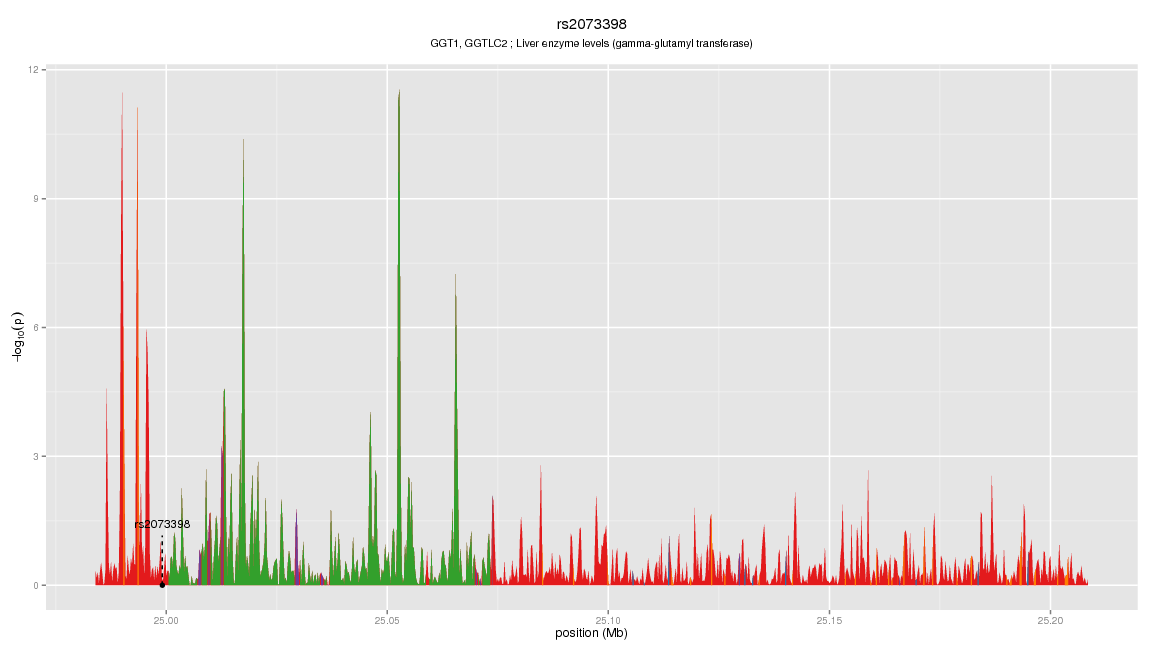 rs2073398
GGT1, GGTLC2 ; Liver enzyme levels (gamma-glutamyl transferase)
12
9
6
3
0
-log10(p)
rs2073398
25.00 25.05 25.10 25.15 25.20
position (Mb)